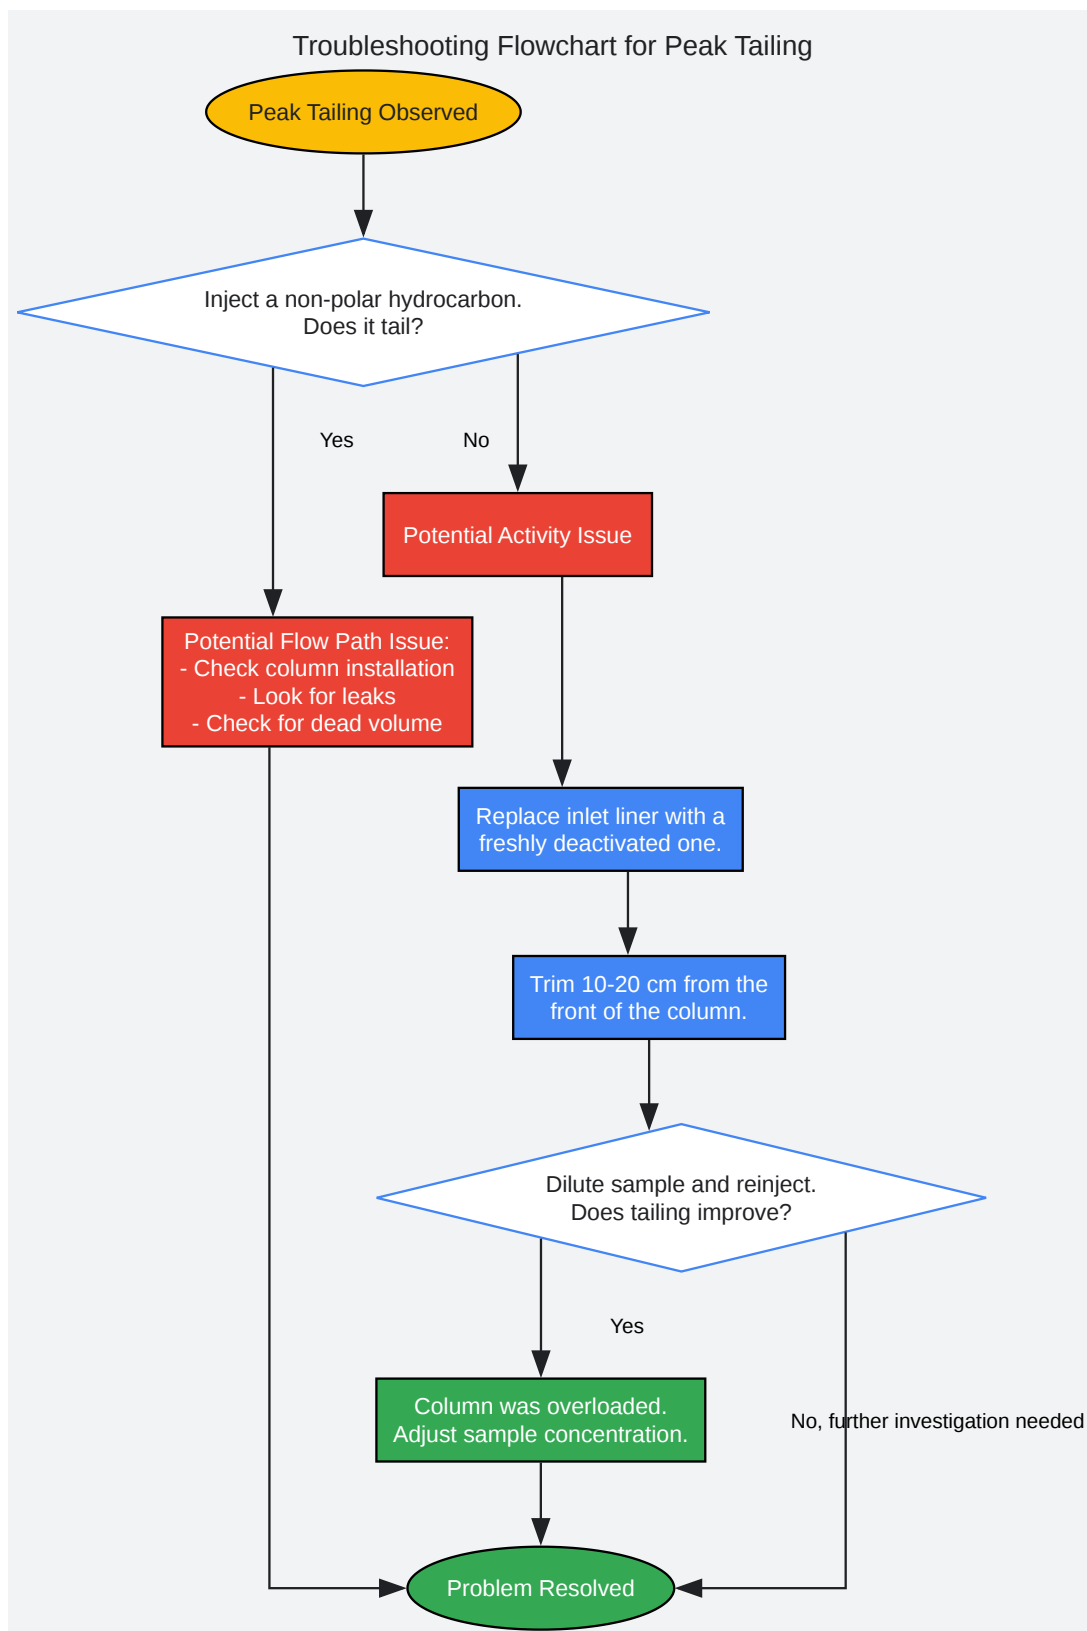 Troubleshooting Flowchart for Peak Tailing
Peak Tailing Observed
Inject a non-polar hydrocarbon.
Does it tail?
Yes
No
Potential Activity Issue
Potential Flow Path Issue:
- Check column installation
- Look for leaks
- Check for dead volume
Replace inlet liner with a
freshly deactivated one.
Trim 10-20 cm from the
front of the column.
Dilute sample and reinject.
Does tailing improve?
Yes
Column was overloaded.
Adjust sample concentration.
No, further investigation needed
Problem Resolved